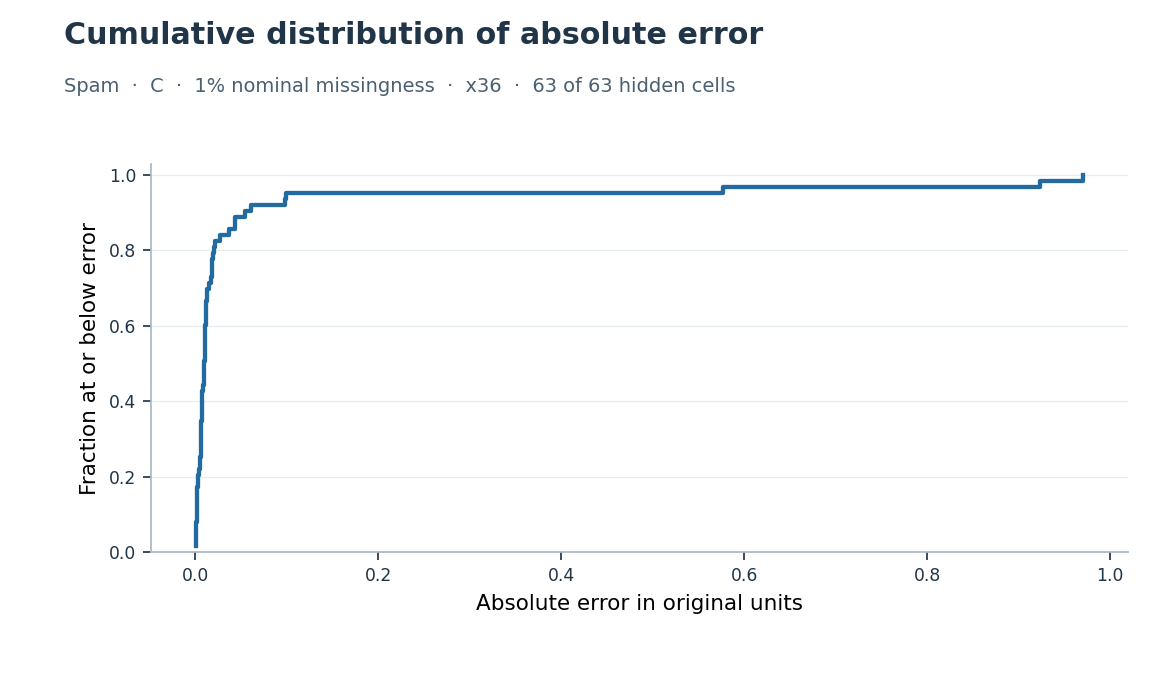 Cumulative distribution of absolute error
Spam · C · 1% nominal missingness · x36 · 63 of 63 hidden cells
Fraction at or below error
1.0
0.8
0.6
0.4
0.2
0.0
0.0 0.2 0.4 0.6 0.8 1.0
Absolute error in original units